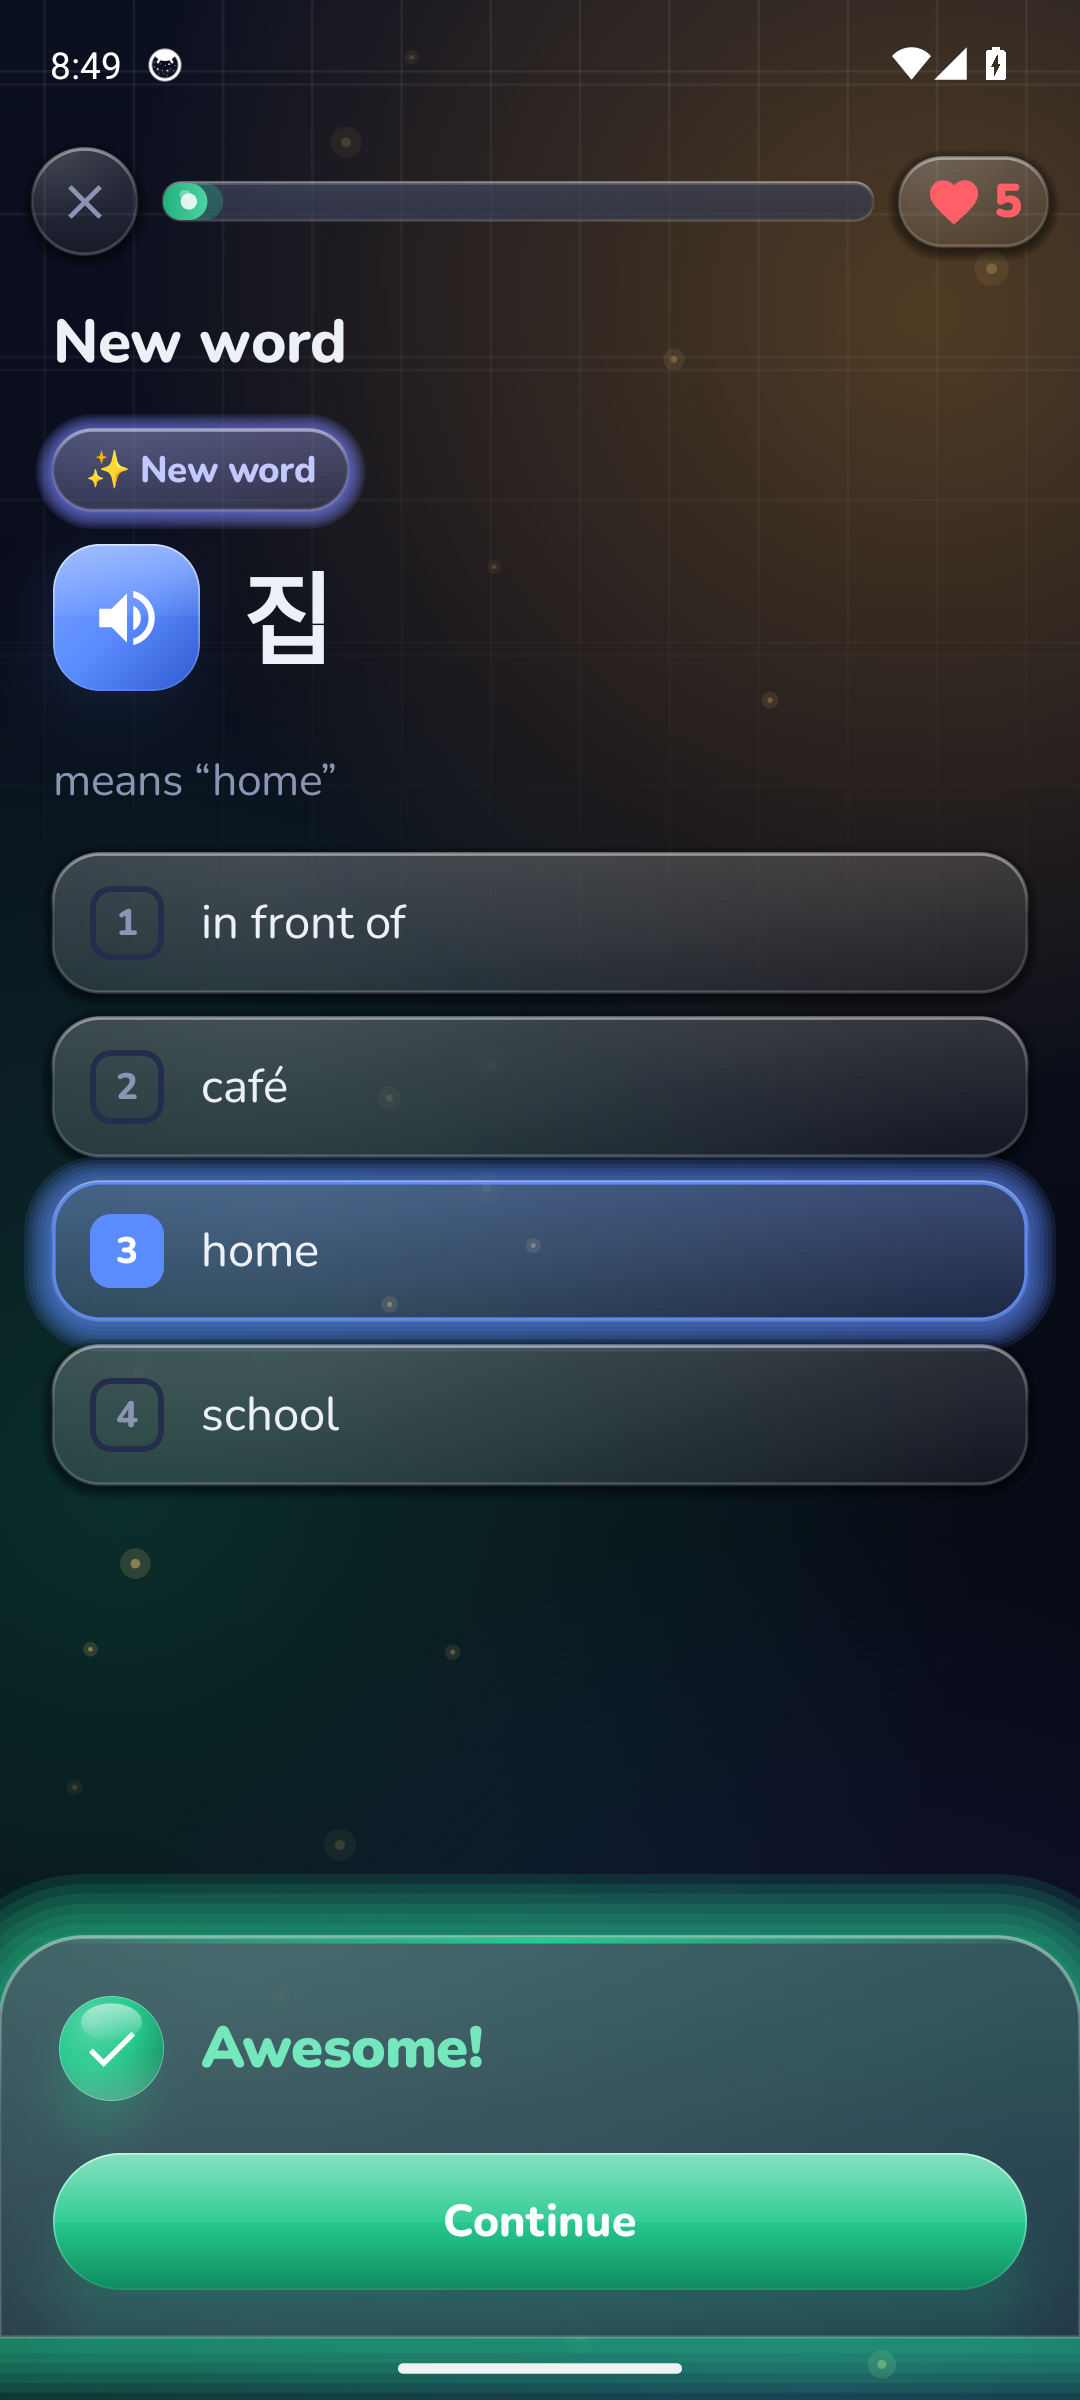 8:49
5
New word
✨ New word
집
means “home”
1 in front of
2 café
3 home
4 school
Awesome!
Continue